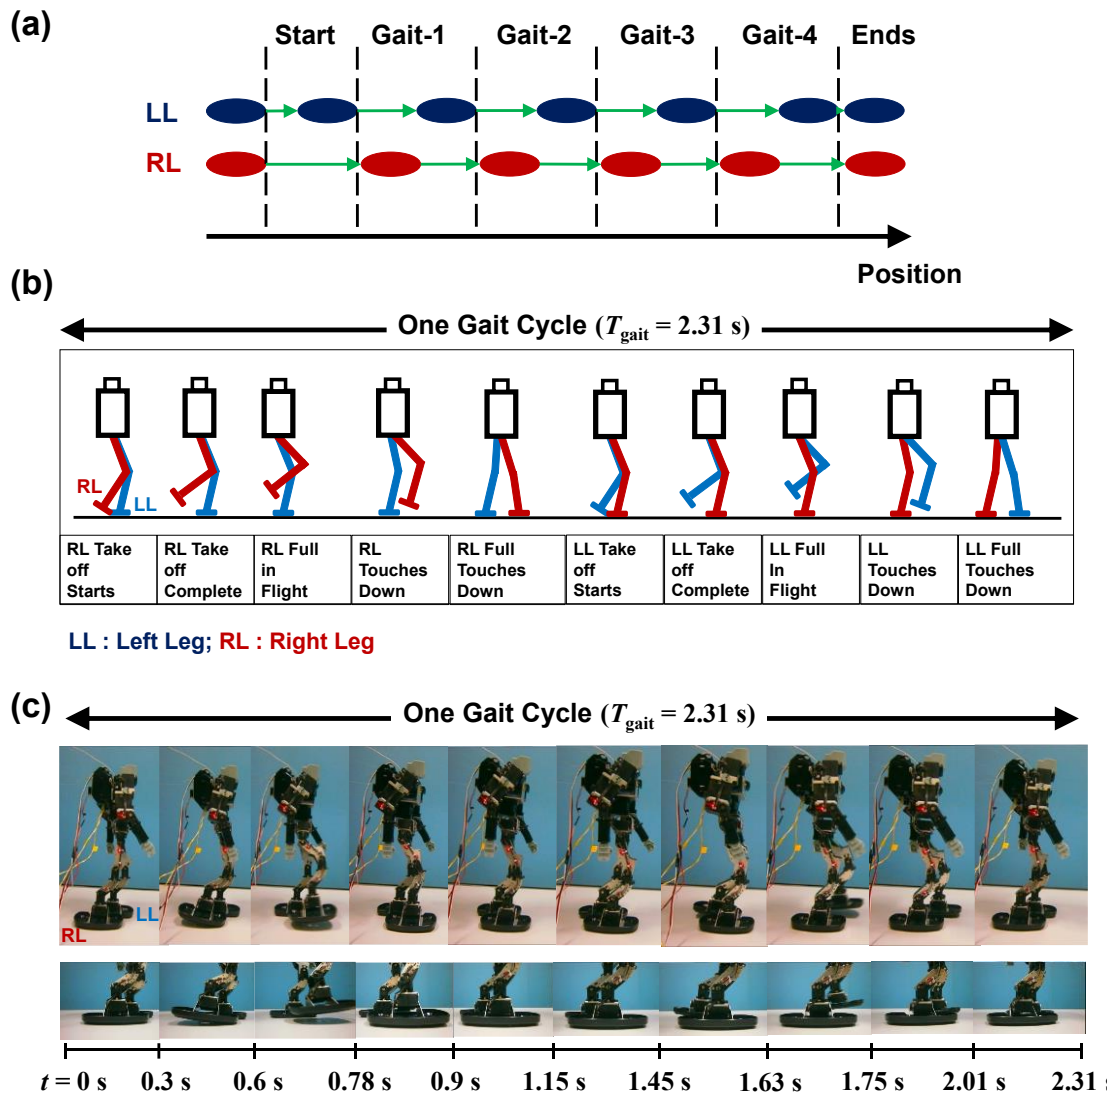 (a)
Start Gait-1 Gait-2 Gait-3 Gait-4 Ends
LL
RL
Position
(b)
One Gait Cycle (Tgait = 2.31 s)
RL
LL
RL Take
off
Starts
RL Take
off
Complete
RL Full
in
Flight
RL
Touches
Down
RL Full
Touches
Down
LL Take
off
Starts
LL Take
off
Complete
LL Full
In
Flight
LL
Touches
Down
LL Full
Touches
Down
LL : Left Leg; RL : Right Leg
(c)
One Gait Cycle (Tgait = 2.31 s)
LL
RL
t = 0 s 0.3 s 0.6 s 0.78 s 0.9 s 1.15 s 1.45 s 1.63 s 1.75 s 2.01 s 2.31 s